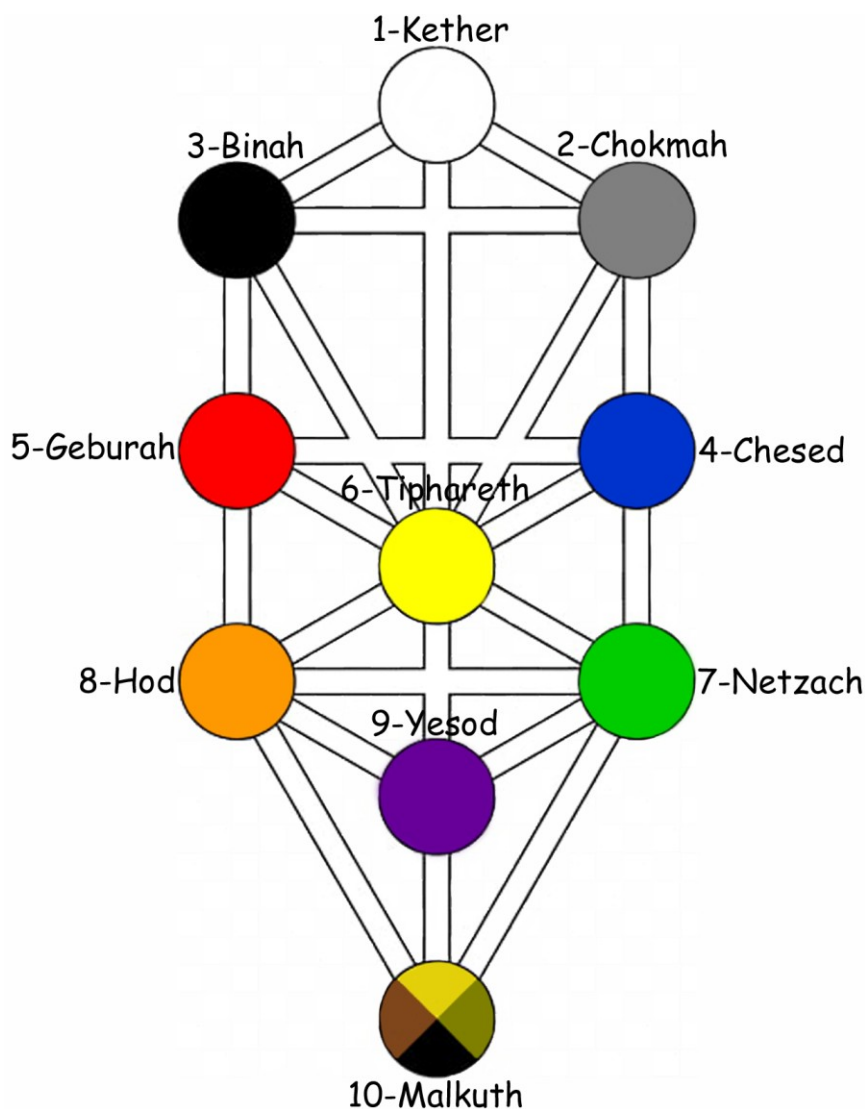 1-Kether
3-Binah
2-Chokmah
5-Geburah
4-Chesed
6-Tiphareth
8-Hod
7-Netzach
9-Yesod
10-Malkuth